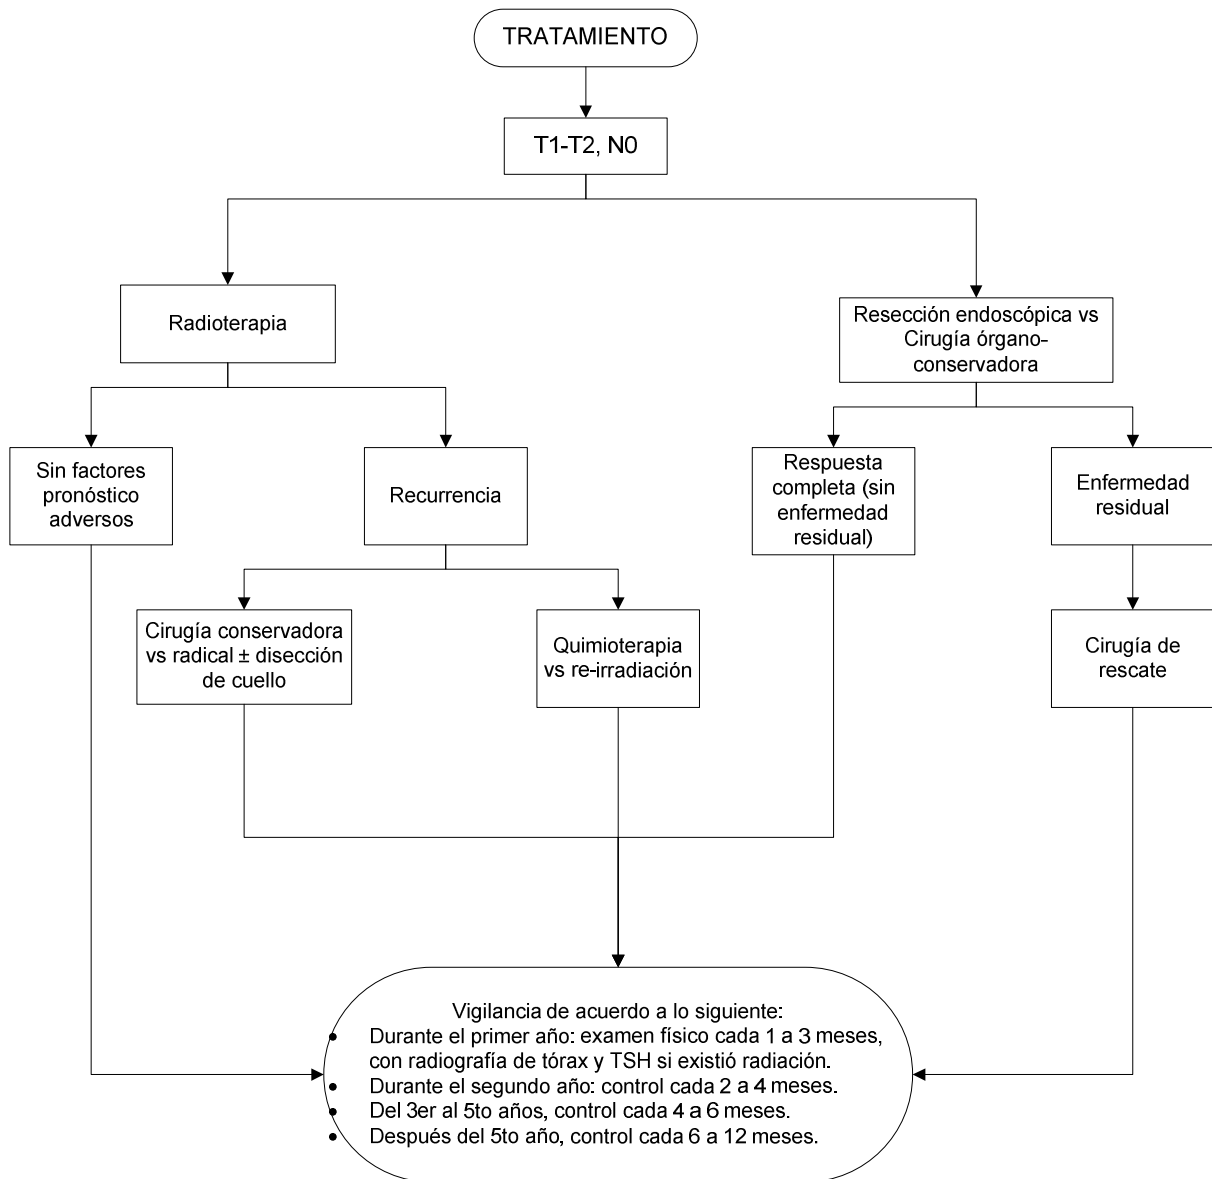 TRATAMIENTO
T1-T2, N0
Radioterapia
Resección endoscópica vs
Cirugía órgano-
conservadora
Sin factores
pronóstico
adversos
Recurrencia
Respuesta
completa (sin
enfermedad
residual)
Enfermedad
residual
Cirugía conservadora
vs radical ± disección
de cuello
Quimioterapia
vs re-irradiación
Cirugía de
rescate
Vigilancia de acuerdo a lo siguiente:
• Durante el primer año: examen físico cada 1 a 3 meses,
con radiografía de tórax y TSH si existió radiación.
• Durante el segundo año: control cada 2 a 4 meses.
• Del 3er al 5to años, control cada 4 a 6 meses.
• Después del 5to año, control cada 6 a 12 meses.